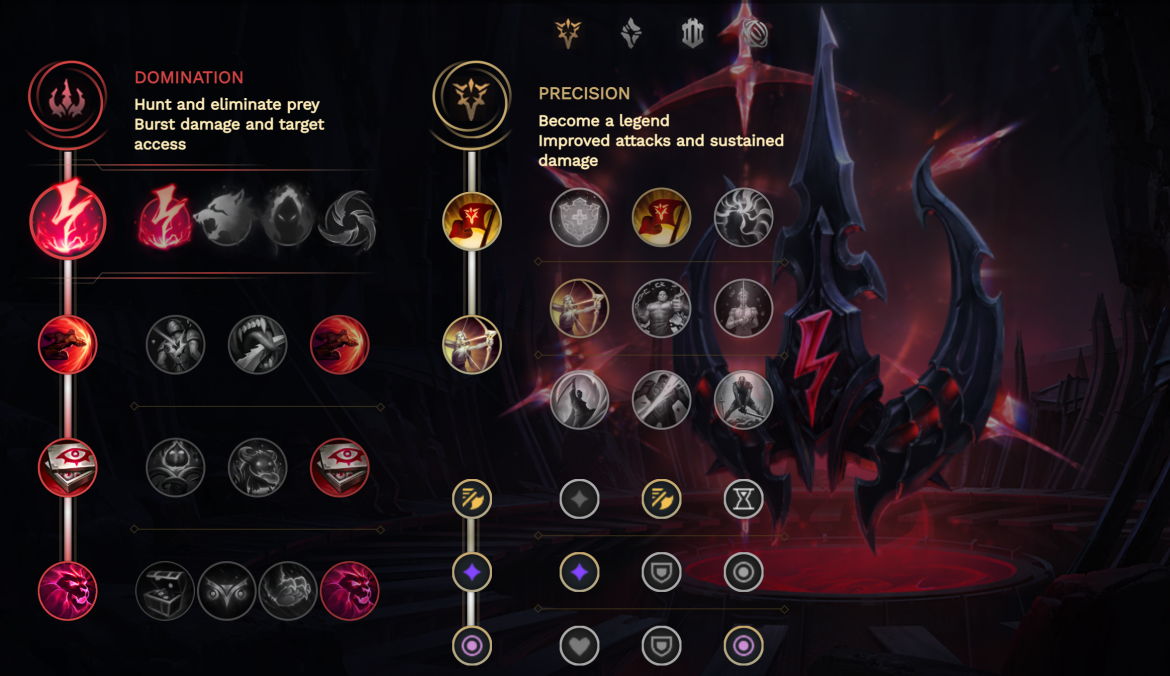 DOMINATION
Hunt and eliminate prey
Burst damage and target
access
PRECISION
Become a legend
Improved attacks and sustained
damage